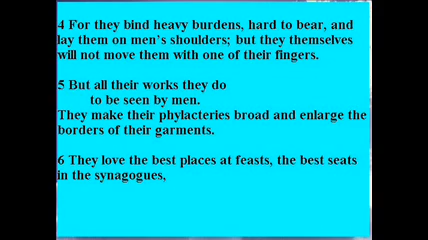 4 For they bind heavy burdens, hard to bear, and
lay them on men's shoulders; but they themselves
will not move them with one of their fingers.
5 But all their works they do
to be seen by men.
They make their phylacteries broad and enlarge the
borders of their garments.
6 They love the best places at feasts, the best seats
in the synagogues,